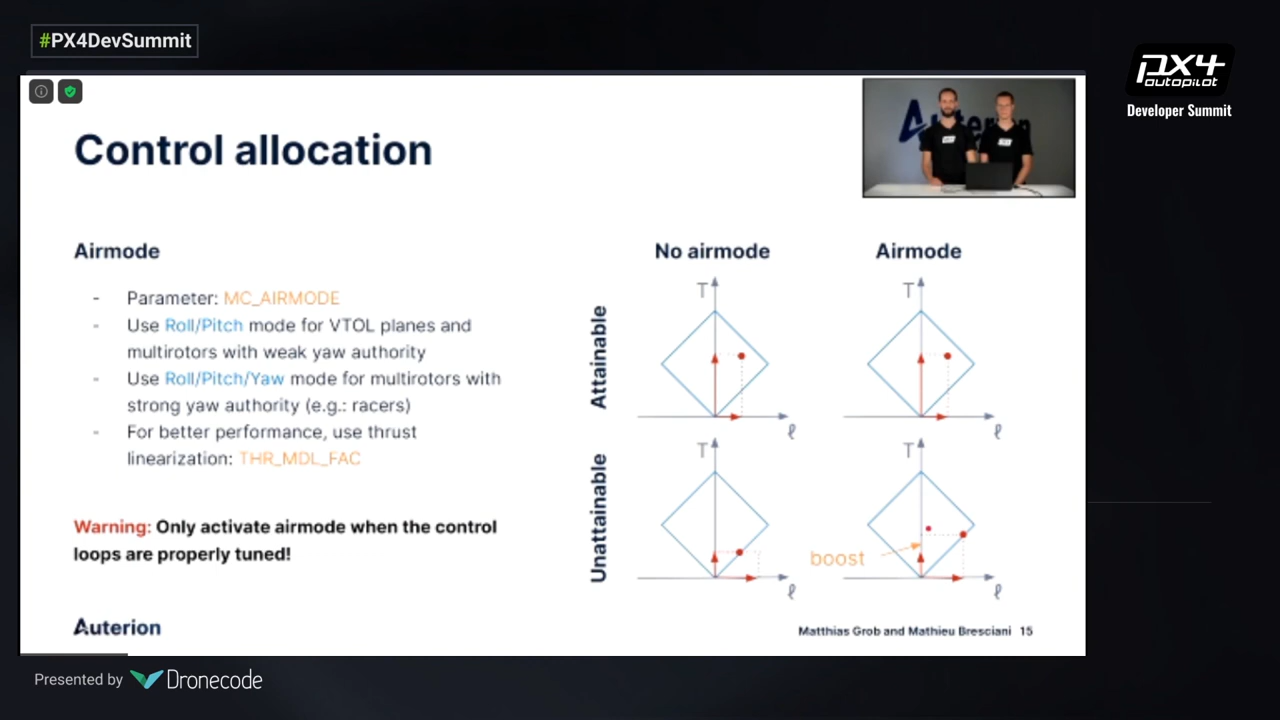 #PX4DevSummit
px4
autopilot
Developer Summit
Control allocation
Airmode
- Parameter: MC_AIRMODE
- Use Roll/Pitch mode for VTOL planes and
multirotors with weak yaw authority
- Use Roll/Pitch/Yaw mode for multirotors with
strong yaw authority (e.g.: racers)
- For better performance, use thrust
linearization: THR_MDL_FAC
Warning: Only activate airmode when the control
loops are properly tuned!
No airmode
Airmode
Attainable
T
ℓ
T
ℓ
Unattainable
T
ℓ
T
boost
ℓ
Auterion
Matthias Grob and Mathieu Bresciani 15
Presented by Dronecode